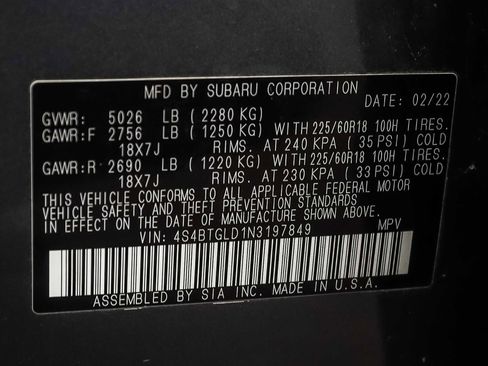 MFD BY SUBARU CORPORATION
DATE: 02/22
GVWR: 5026 LB (2280 KG)
GAWR:F 2756 LB (1250 KG) WITH 225/60R18 100H TIRES.
18X7J RIMS. AT 240 KPA (35 PSI) COLD
GAWR:R 2690 LB (1220 KG) WITH 225/60R18 100H TIRES.
18X7J RIMS. AT 230 KPA (33 PSI) COLD
THIS VEHICLE CONFORMS TO ALL APPLICABLE FEDERAL MOTOR
VEHICLE SAFETY AND THEFT PREVENTION STANDARDS
IN EFFECT ON THE DATE OF MANUFACTURE SHOWN ABOVE.
VIN: 4S4BTGLD1N3197849 MPV
ASSEMBLED BY SIA INC. MADE IN U.S.A.